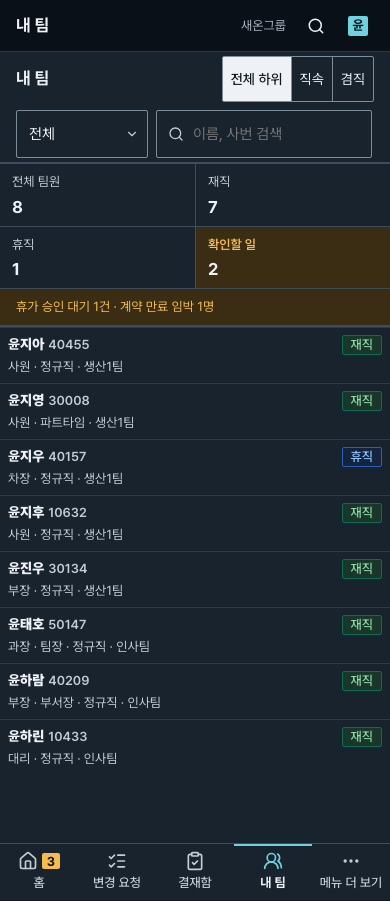 내 팀
새온그룹
윤
내 팀
전체 하위
직속
겸직
전체
이름, 사번 검색
전체 팀원
8
재직
7
휴직
1
확인할 일
2
휴가 승인 대기 1건 · 계약 만료 임박 1명
윤지아 40455
재직
사원 · 정규직 · 생산1팀
윤지영 30008
재직
사원 · 파트타임 · 생산1팀
윤지우 40157
휴직
차장 · 정규직 · 생산1팀
윤지후 10632
재직
사원 · 정규직 · 생산1팀
윤진우 30134
재직
부장 · 정규직 · 생산1팀
윤태호 50147
재직
과장 · 팀장 · 정규직 · 인사팀
윤하람 40209
재직
부장 · 부서장 · 정규직 · 인사팀
윤하린 10433
재직
대리 · 정규직 · 인사팀
3
홈
변경 요청
결재함
내 팀
메뉴 더 보기